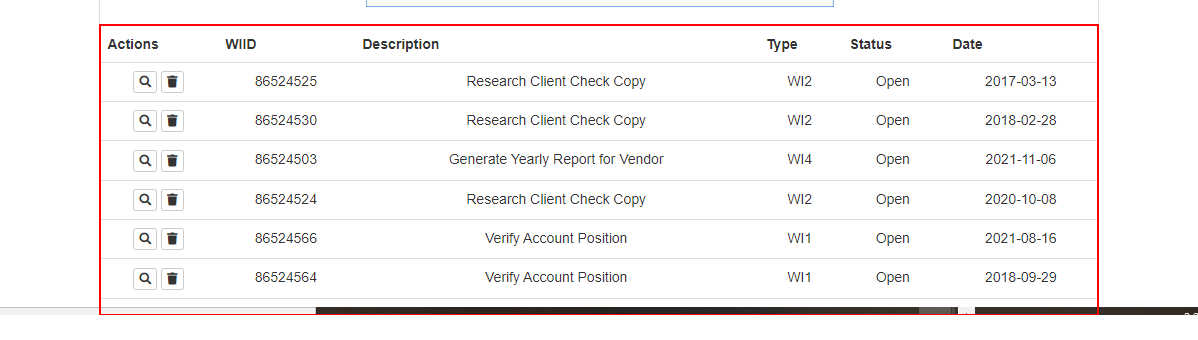 Actions WIID Description Type Status Date
86524525 Research Client Check Copy WI2 Open 2017-03-13
86524530 Research Client Check Copy WI2 Open 2018-02-28
86524503 Generate Yearly Report for Vendor WI4 Open 2021-11-06
86524524 Research Client Check Copy WI2 Open 2020-10-08
86524566 Verify Account Position WI1 Open 2021-08-16
86524564 Verify Account Position WI1 Open 2018-09-29